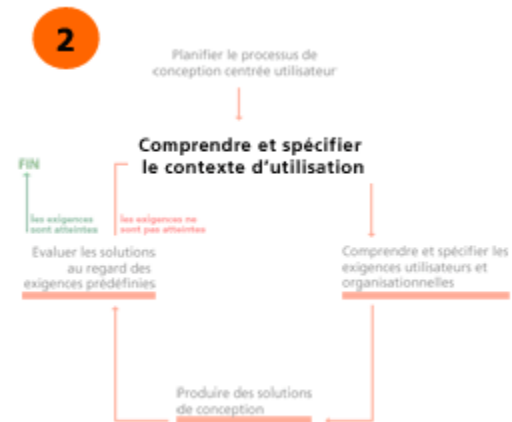 2
Planifier le processus de
conception centrée utilisateur
Comprendre et spécifier
le contexte d'utilisation
FIN
les exigences
sont atteintes
les exigences ne
sont pas atteintes
Evaluer les solutions
au regard des
exigences prédéfinies
Comprendre et spécifier les
exigences utilisateurs et
organisationnelles
Produire des solutions
de conception